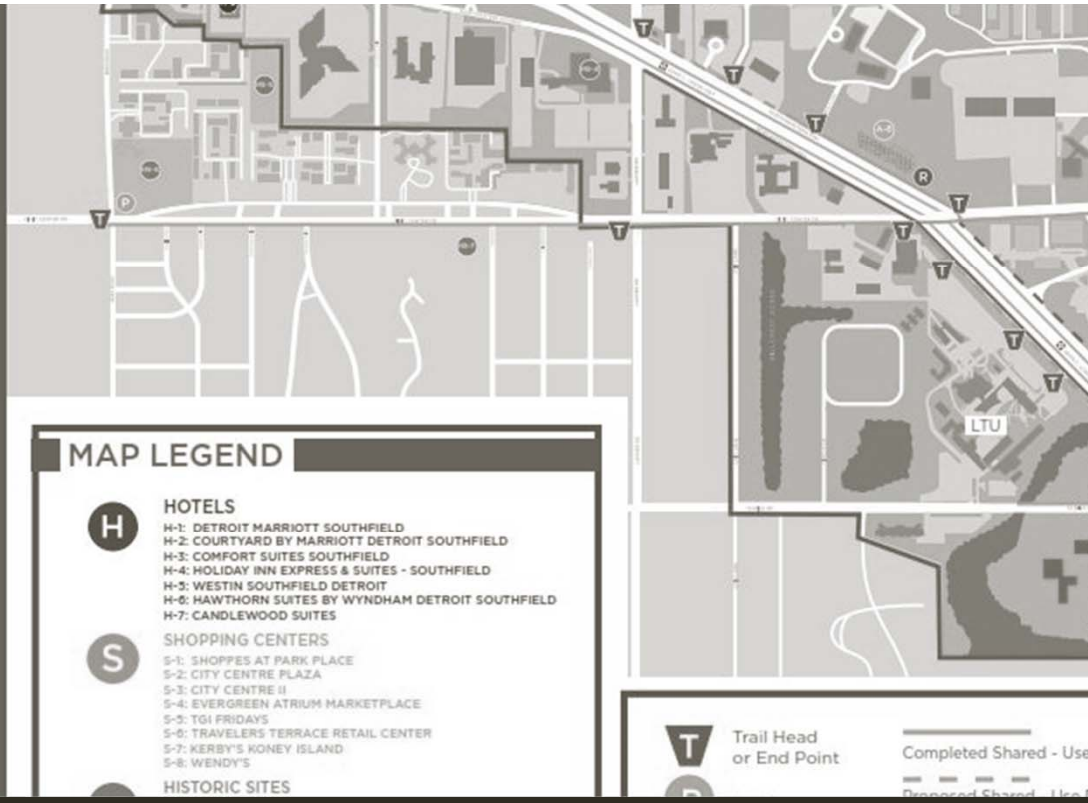 T
T
T
A-5
R
P
T
T
T
T
T
T
T
T
LTU
MAP LEGEND
H
HOTELS
H-1: DETROIT MARRIOTT SOUTHFIELD
H-2: COURTYARD BY MARRIOTT DETROIT SOUTHFIELD
H-3: COMFORT SUITES SOUTHFIELD
H-4: HOLIDAY INN EXPRESS & SUITES - SOUTHFIELD
H-5: WESTIN SOUTHFIELD DETROIT
H-6: HAWTHORN SUITES BY WYNDHAM DETROIT SOUTHFIELD
H-7: CANDLEWOOD SUITES
S
SHOPPING CENTERS
S-1: SHOPPES AT PARK PLACE
S-2: CITY CENTRE PLAZA
S-3: CITY CENTRE II
S-4: EVERGREEN ATRIUM MARKETPLACE
S-5: TGI FRIDAYS
S-6: TRAVELERS TERRACE RETAIL CENTER
S-7: KERBY'S KONEY ISLAND
S-8: WENDY'S
HISTORIC SITES
T
Trail Head
or End Point
Completed Shared - Use
Proposed Shared - Use